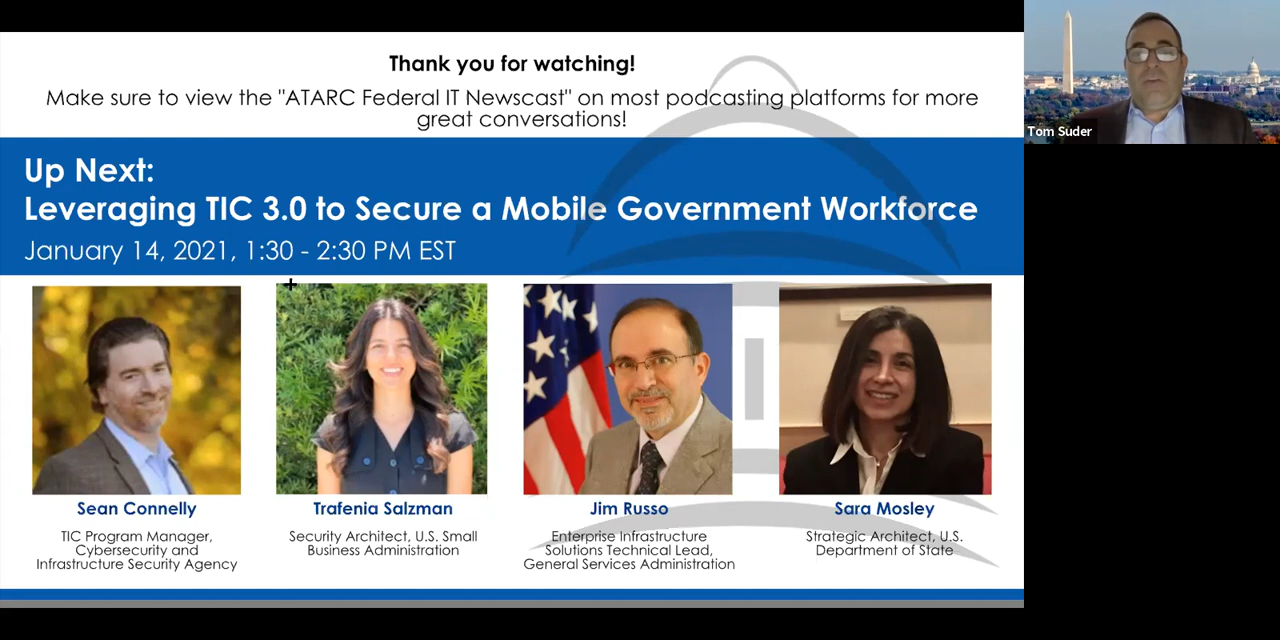 Thank you for watching!
Make sure to view the "ATARC Federal IT Newscast" on most podcasting platforms for more
great conversations!
Up Next:
Leveraging TIC 3.0 to Secure a Mobile Government Workforce
January 14, 2021, 1:30 - 2:30 PM EST
Sean Connelly
TIC Program Manager,
Cybersecurity and
Infrastructure Security Agency
Trafenia Salzman
Security Architect, U.S. Small
Business Administration
Jim Russo
Enterprise Infrastructure
Solutions Technical Lead,
General Services Administration
Sara Mosley
Strategic Architect, U.S.
Department of State
Tom Suder